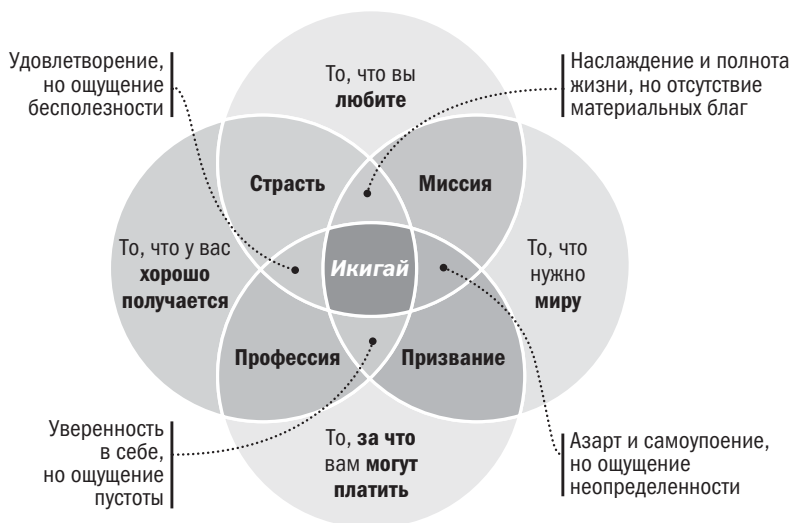 Удовлетворение,
но ощущение
бесполезности
То, что вы
любите
Наслаждение и полнота
жизни, но отсутствие
материальных благ
Страсть
Миссия
То, что у вас
хорошо
получается
Икигай
То, что
нужно
миру
Профессия
Призвание
Уверенность
в себе,
но ощущение
пустоты
То, за что
вам могут
платить
Азарт и самоупоение,
но ощущение
неопределенности